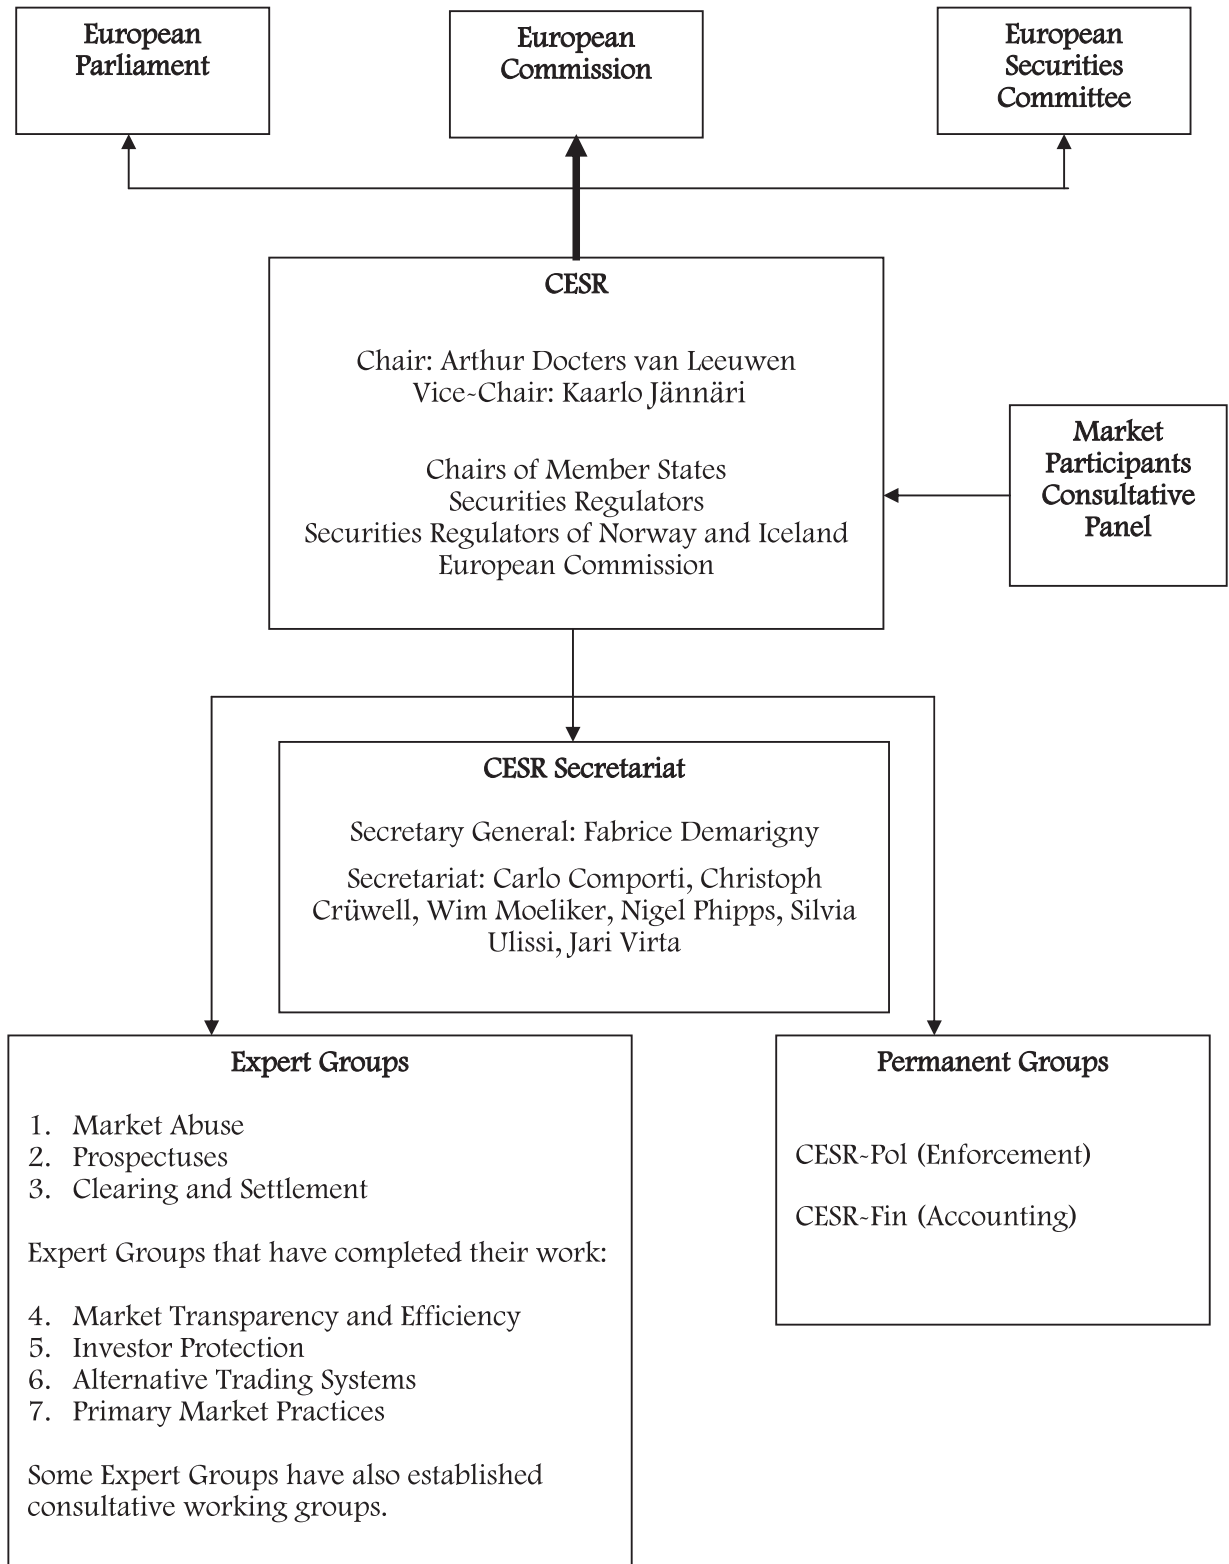 European
Parliament
European
Commission
European
Securities
Committee
CESR
Chair: Arthur Docters van Leeuwen
Vice-Chair: Kaarlo Jännäri
Chairs of Member States
Securities Regulators
Securities Regulators of Norway and Iceland
European Commission
Market
Participants
Consultative
Panel
CESR Secretariat
Secretary General: Fabrice Demarigny
Secretariat: Carlo Comporti, Christoph
Crüwell, Wim Moeliker, Nigel Phipps, Silvia
Ulissi, Jari Virta
Expert Groups
1. Market Abuse
2. Prospectuses
3. Clearing and Settlement
Expert Groups that have completed their work:
4. Market Transparency and Efficiency
5. Investor Protection
6. Alternative Trading Systems
7. Primary Market Practices
Some Expert Groups have also established
consultative working groups.
Permanent Groups
CESR-Pol (Enforcement)
CESR-Fin (Accounting)